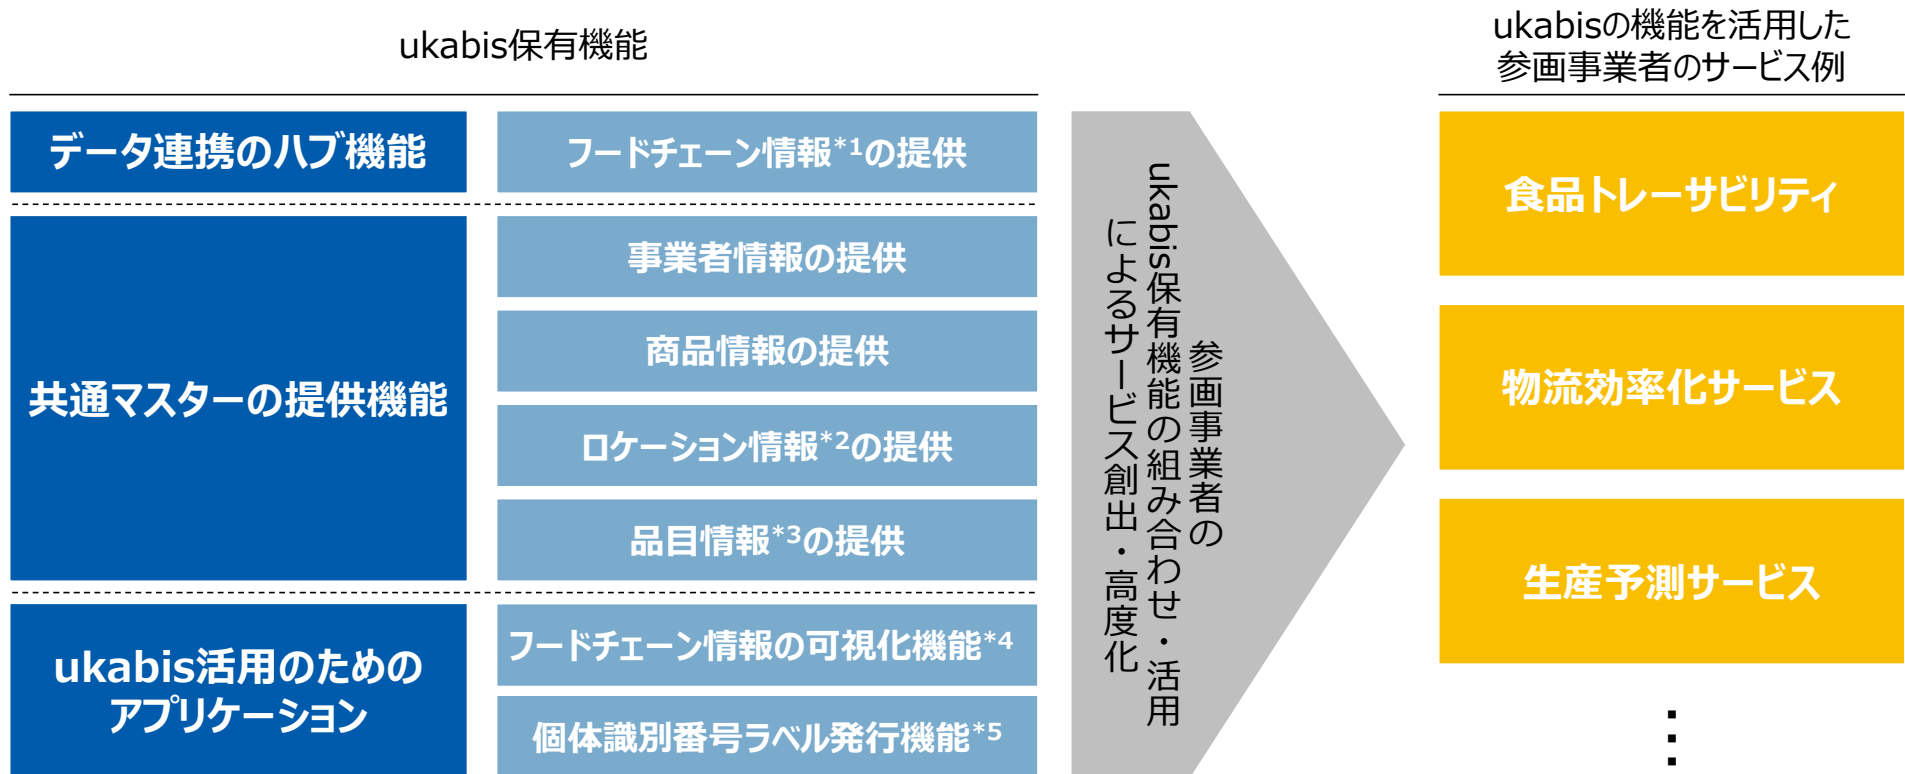 ukabis保有機能
ukabisの機能を活用した
参画事業者のサービス例
データ連携のハブ機能
フードチェーン情報*1の提供
共通マスターの提供機能
事業者情報の提供
商品情報の提供
ロケーション情報*2の提供
品目情報*3の提供
ukabis活用のための
アプリケーション
フードチェーン情報の可視化機能*4
個体識別番号ラベル発行機能*5
参画事業者の
ukabis保有機能の組み合わせ・活用
によるサービス創出・高度化
食品トレーサビリティ
物流効率化サービス
生産予測サービス
⋮